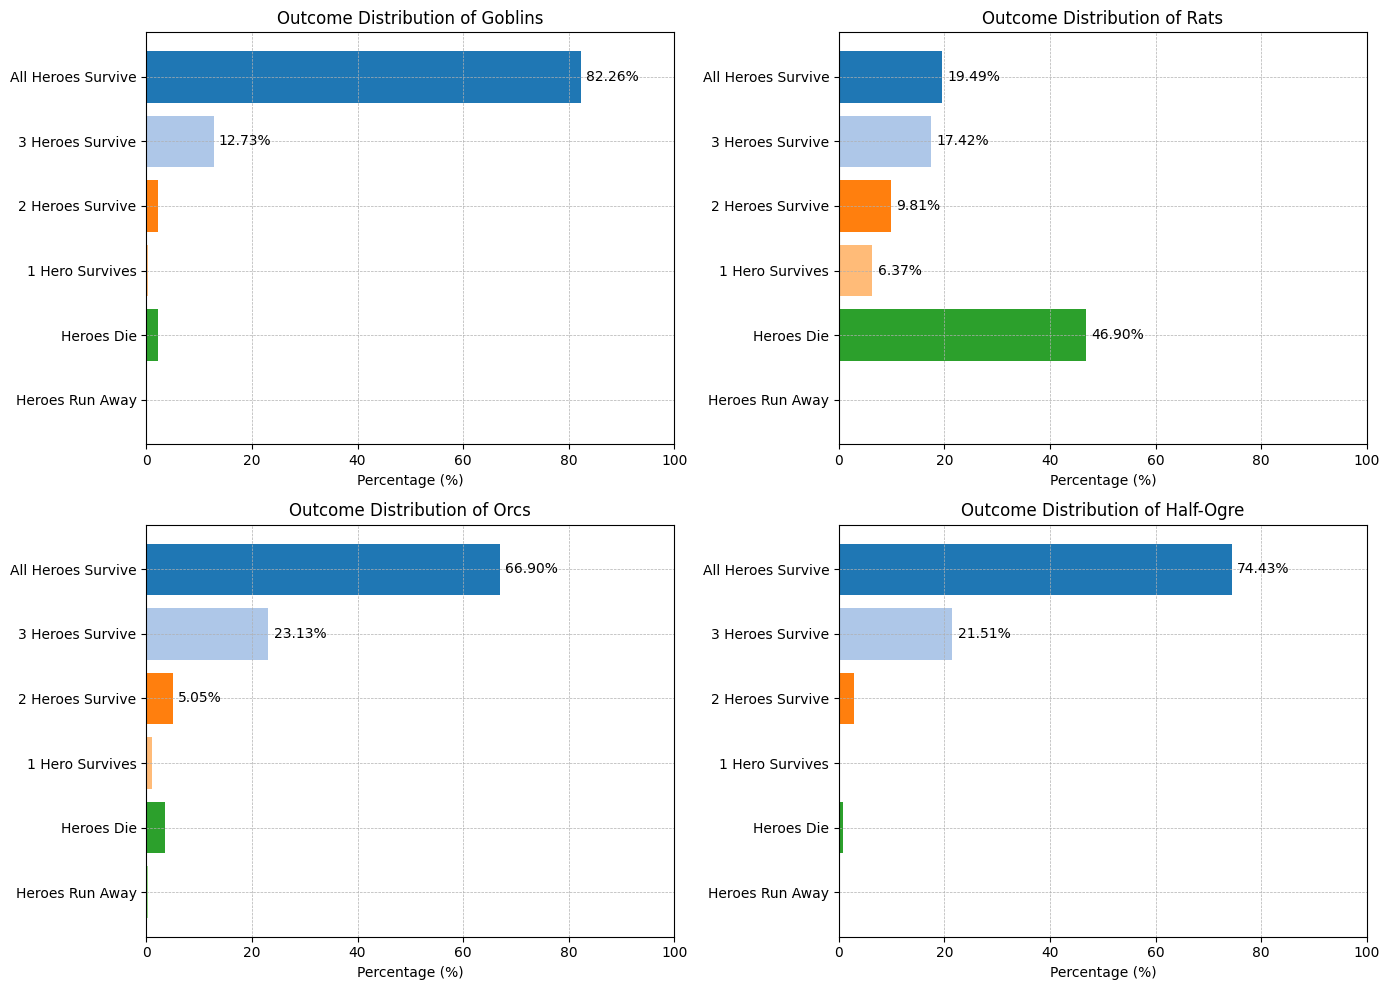 Outcome Distribution of Goblins
All Heroes Survive
82.26%
3 Heroes Survive
12.73%
2 Heroes Survive
1 Hero Survives
Heroes Die
Heroes Run Away
0 20 40 60 80 100
Percentage (%)
Outcome Distribution of Rats
All Heroes Survive
19.49%
3 Heroes Survive
17.42%
2 Heroes Survive
9.81%
1 Hero Survives
6.37%
Heroes Die
46.90%
Heroes Run Away
0 20 40 60 80 100
Percentage (%)
Outcome Distribution of Orcs
All Heroes Survive
66.90%
3 Heroes Survive
23.13%
2 Heroes Survive
5.05%
1 Hero Survives
Heroes Die
Heroes Run Away
0 20 40 60 80 100
Percentage (%)
Outcome Distribution of Half-Ogre
All Heroes Survive
74.43%
3 Heroes Survive
21.51%
2 Heroes Survive
1 Hero Survives
Heroes Die
Heroes Run Away
0 20 40 60 80 100
Percentage (%)